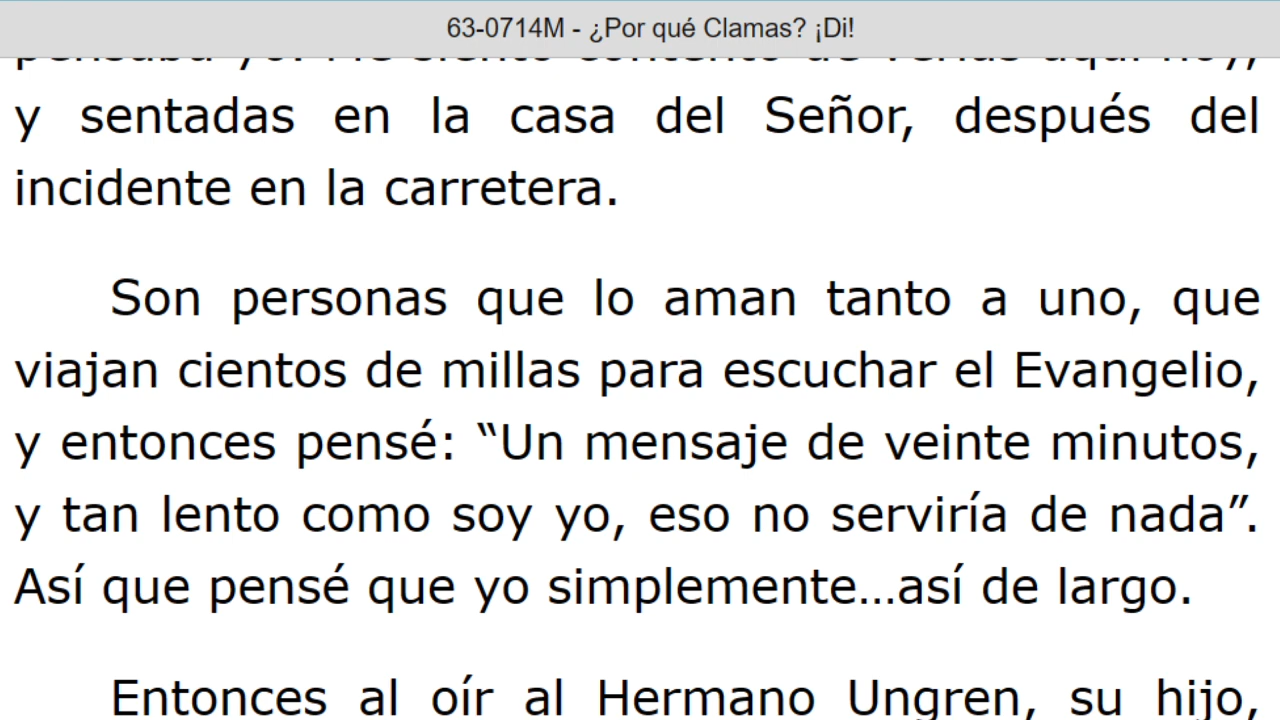 63-0714M - ¿Por qué Clamas? ¡Di!
y sentadas en la casa del Señor, después del
incidente en la carretera.
Son personas que lo aman tanto a uno, que
viajan cientos de millas para escuchar el Evangelio,
y entonces pensé: “Un mensaje de veinte minutos,
y tan lento como soy yo, eso no serviría de nada”.
Así que pensé que yo simplemente...así de largo.
Entonces al oír al Hermano Ungren, su hijo,